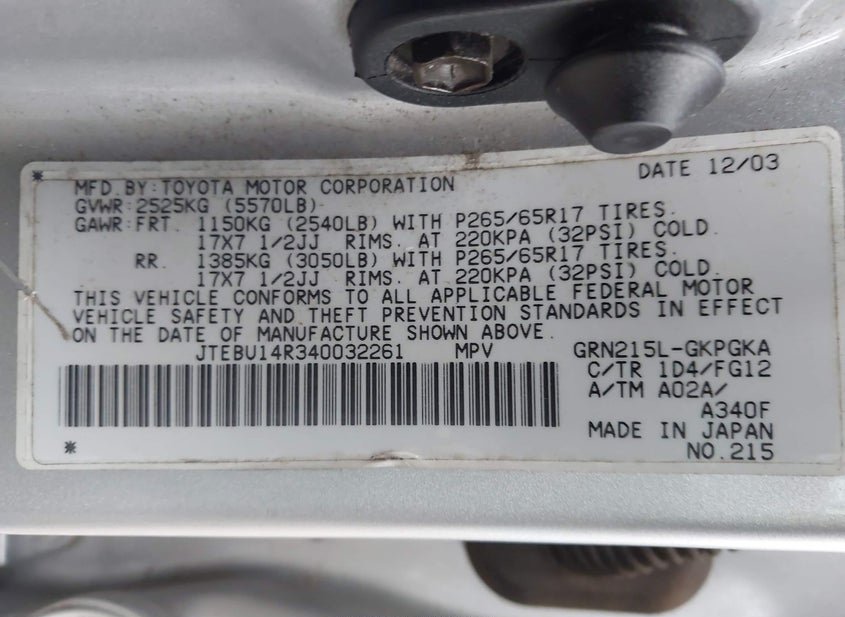 DATE 12/03
MFD.BY:TOYOTA MOTOR CORPORATION
GVWR:2525KG (5570LB)
GAWR:FRT. 1150KG (2540LB) WITH P265/65R17 TIRES.
17X7 1/2JJ RIMS. AT 220KPA (32PSI) COLD.
RR. 1385KG (3050LB) WITH P265/65R17 TIRES.
17X7 1/2JJ RIMS. AT 220KPA (32PSI) COLD.
THIS VEHICLE CONFORMS TO ALL APPLICABLE FEDERAL MOTOR
VEHICLE SAFETY AND THEFT PREVENTION STANDARDS IN EFFECT
ON THE DATE OF MANUFACTURE SHOWN ABOVE.
JTEBU14R340032261 MPV GRN215L-GKPGKA
C/TR 1D4/FG12
A/TM A02A/
A340F
MADE IN JAPAN
NO.215